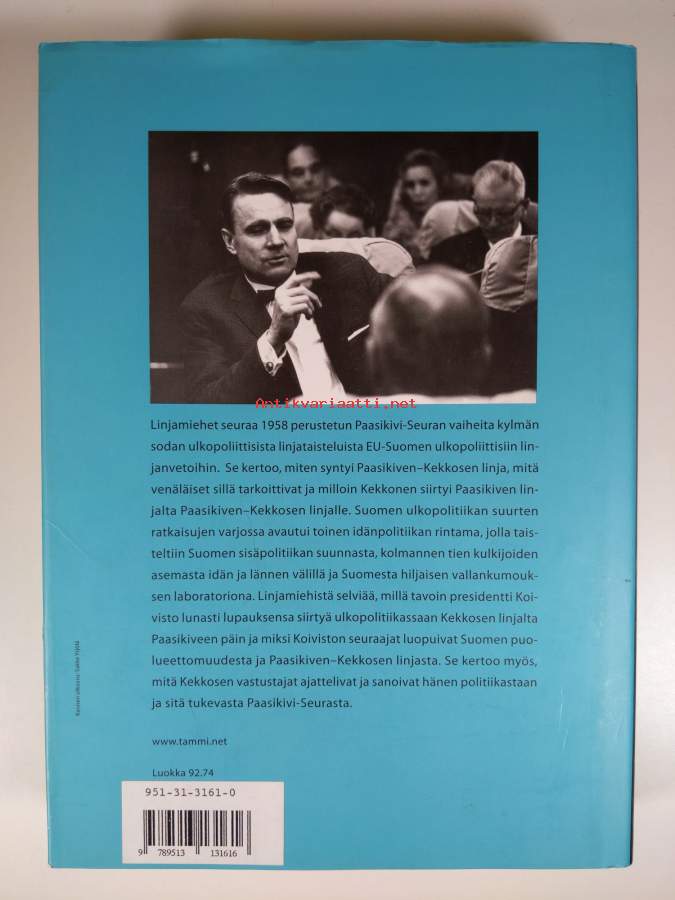 Antikvariaatti.net
Linjamiehet seuraa 1958 perustetun Paasikivi-Seuran vaiheita kylmän
sodan ulkopoliittisista linjataisteluista EU-Suomen ulkopoliittisiin lin-
janvetoihin. Se kertoo, miten syntyi Paasikiven–Kekkosen linja, mitä
venäläiset sillä tarkoittivat ja milloin Kekkonen siirtyi Paasikiven lin-
jalta Paasikiven–Kekkosen linjalle. Suomen ulkopolitiikan suurten
ratkaisujen varjossa avautui toinen idänpolitiikan rintama, jolla tais-
teltiin Suomen sisäpolitiikan suunnasta, kolmannen tien kulkijoiden
asemasta idän ja lännen välillä ja Suomesta hiljaisen vallankumouk-
sen laboratoriona. Linjamiehistä selviää, millä tavoin presidentti Koi-
visto lunasti lupauksensa siirtyä ulkopolitiikassaan Kekkosen linjalta
Paasikiveen päin ja miksi Koiviston seuraajat luopuivat Suomen puo-
lueettomuudesta ja Paasikiven–Kekkosen linjasta. Se kertoo myös,
mitä Kekkosen vastustajat ajattelivat ja sanoivat hänen politiikastaan
ja sitä tukevasta Paasikivi-Seurasta.
www.tammi.net
Luokka 92.74
951-31-3161-0
9 789513 131616